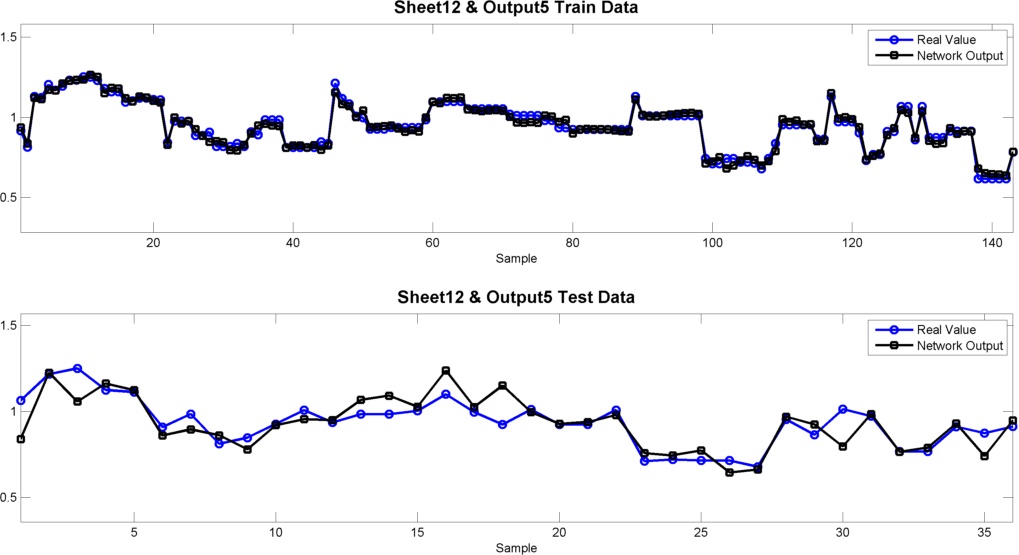 Sheet12 & Output5 Train Data
1.5
1
0.5
Real Value
Network Output
20 40 60 80 100 120 140
Sample
Sheet12 & Output5 Test Data
1.5
1
0.5
Real Value
Network Output
5 10 15 20 25 30 35
Sample